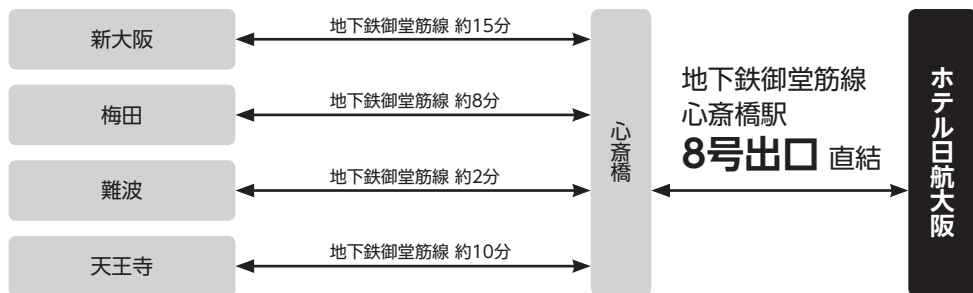 新大阪
地下鉄御堂筋線 約15分
梅田
地下鉄御堂筋線 約8分
難波
地下鉄御堂筋線 約2分
天王寺
地下鉄御堂筋線 約10分
心斎橋
地下鉄御堂筋線
心斎橋駅
8号出口 直結
ホテル日航大阪